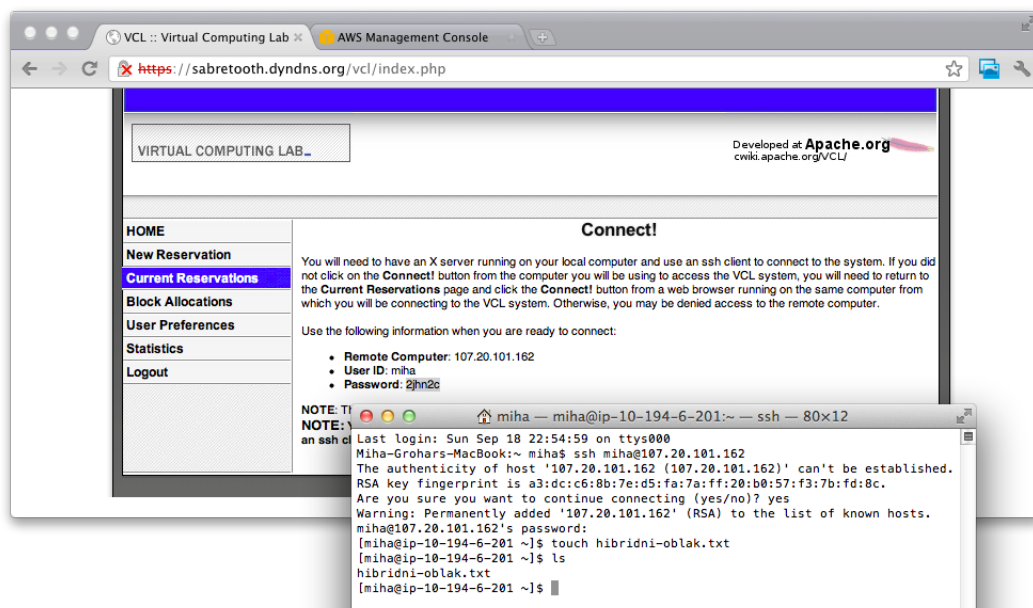 VCL :: Virtual Computing Lab
AWS Management Console
https://sabretooth.dyndns.org/vcl/index.php
VIRTUAL COMPUTING LAB_
Developed at Apache.org
cwiki.apache.org/VCL/
HOME
New Reservation
Current Reservations
Block Allocations
User Preferences
Statistics
Logout
Connect!
You will need to have an X server running on your local computer and use an ssh client to connect to the system. If you did
not click on the Connect! button from the computer you will be using to access the VCL system, you will need to return to
the Current Reservations page and click the Connect! button from a web browser running on the same computer from
which you will be connecting to the VCL system. Otherwise, you may be denied access to the remote computer.
Use the following information when you are ready to connect:
• Remote Computer: 107.20.101.162
• User ID: miha
• Password: 2jhn2c
NOTE:
NOTE:
an ssh
miha — miha@ip-10-194-6-201:~ — ssh — 80×12
Last login: Sun Sep 18 22:54:59 on ttys000
Miha-Grohars-MacBook:~ miha$ ssh miha@107.20.101.162
The authenticity of host '107.20.101.162 (107.20.101.162)' can't be established.
RSA key fingerprint is a3:dc:c6:8b:7e:d5:fa:7a:ff:20:b0:57:f3:7b:fd:8c.
Are you sure you want to continue connecting (yes/no)? yes
Warning: Permanently added '107.20.101.162' (RSA) to the list of known hosts.
miha@107.20.101.162's password:
[miha@ip-10-194-6-201 ~]$ touch hibridni-oblak.txt
[miha@ip-10-194-6-201 ~]$ ls
hibridni-oblak.txt
[miha@ip-10-194-6-201 ~]$